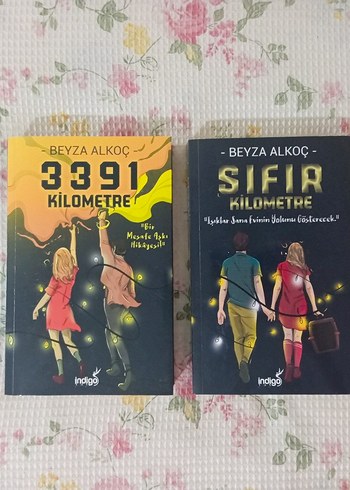 - BEYZA ALKOÇ -
3391
KİLOMETRE
"Bir
Mesafe Aşkı
Hikâyesi!"
indigo
- BEYZA ALKOÇ -
SIFIR
KİLOMETRE
"Işıklar Sana Evinin Yolunu Gösterecek."
indigo